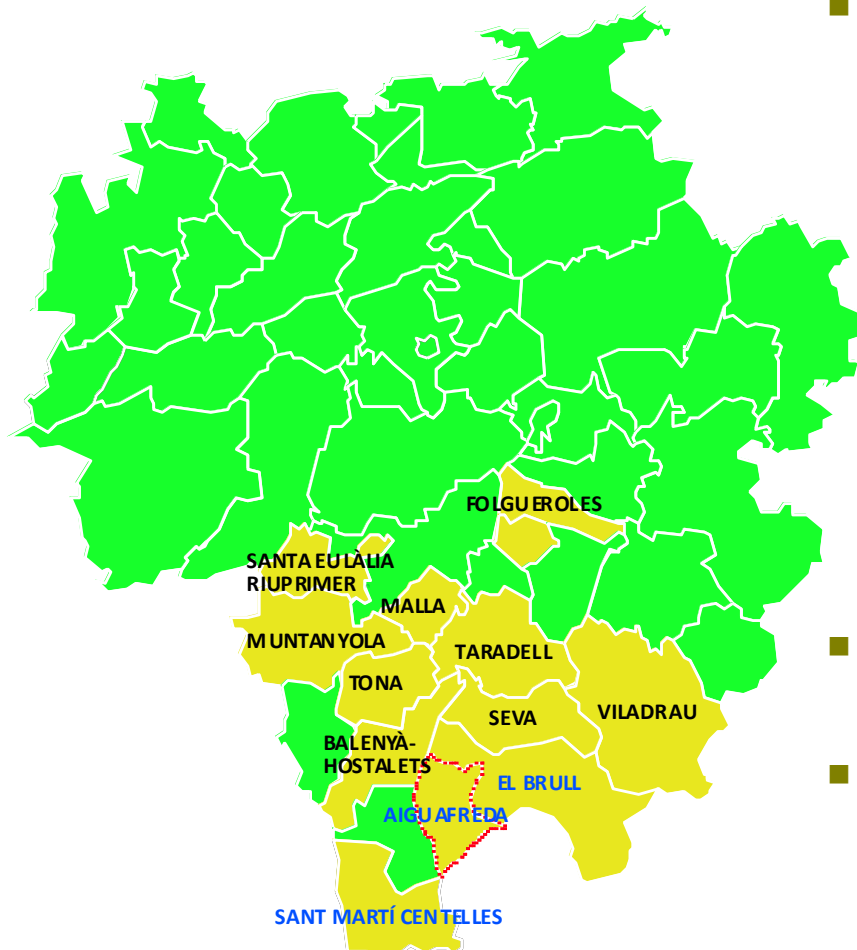 FOLGUEROLES
SANTA EULÀLIA
RIUPRIMER
MALLA
MUNTANYOLA
TARADELL
TONA
SEVA
VILADRAU
BALENYÀ-
HOSTALETS
EL BRULL
AIGUAFREDA
SANT MARTÍ CENTELLES